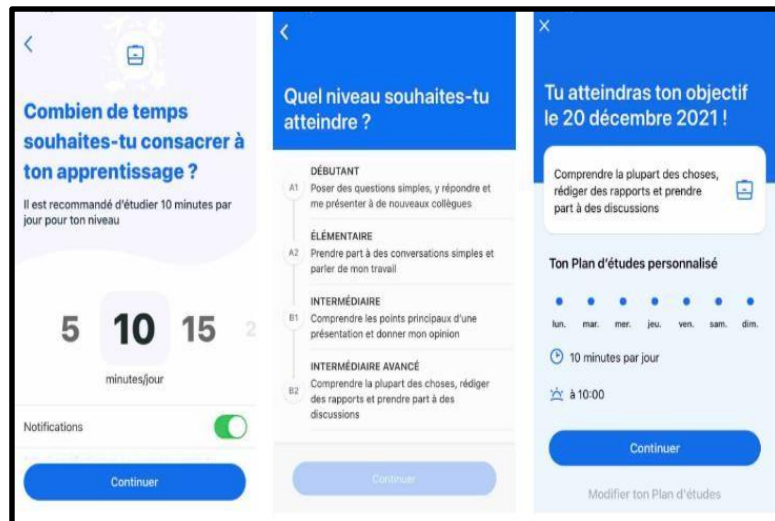 Combien de temps
souhaites-tu consacrer à
ton apprentissage ?
Il est recommandé d'étudier 10 minutes par
jour pour ton niveau
5 10 15
minutes/jour
Notifications
Continuer
Quel niveau souhaites-tu
atteindre ?
DÉBUTANT
A1 Poser des questions simples, y répondre et
me présenter à de nouveaux collègues
ÉLÉMENTAIRE
A2 Prendre part à des conversations simples et
parler de mon travail
INTERMÉDIAIRE
B1 Comprendre les points principaux d'une
présentation et donner mon opinion
INTERMÉDIAIRE AVANCÉ
B2 Comprendre la plupart des choses, rédiger
des rapports et prendre part à des
discussions
Continuer
Tu atteindras ton objectif
le 20 décembre 2021 !
Comprendre la plupart des choses,
rédiger des rapports et prendre
part à des discussions
Ton Plan d'études personnalisé
lun. mar. mer. jeu. ven. sam. dim.
10 minutes par jour
à 10:00
Continuer
Modifier ton Plan d'études